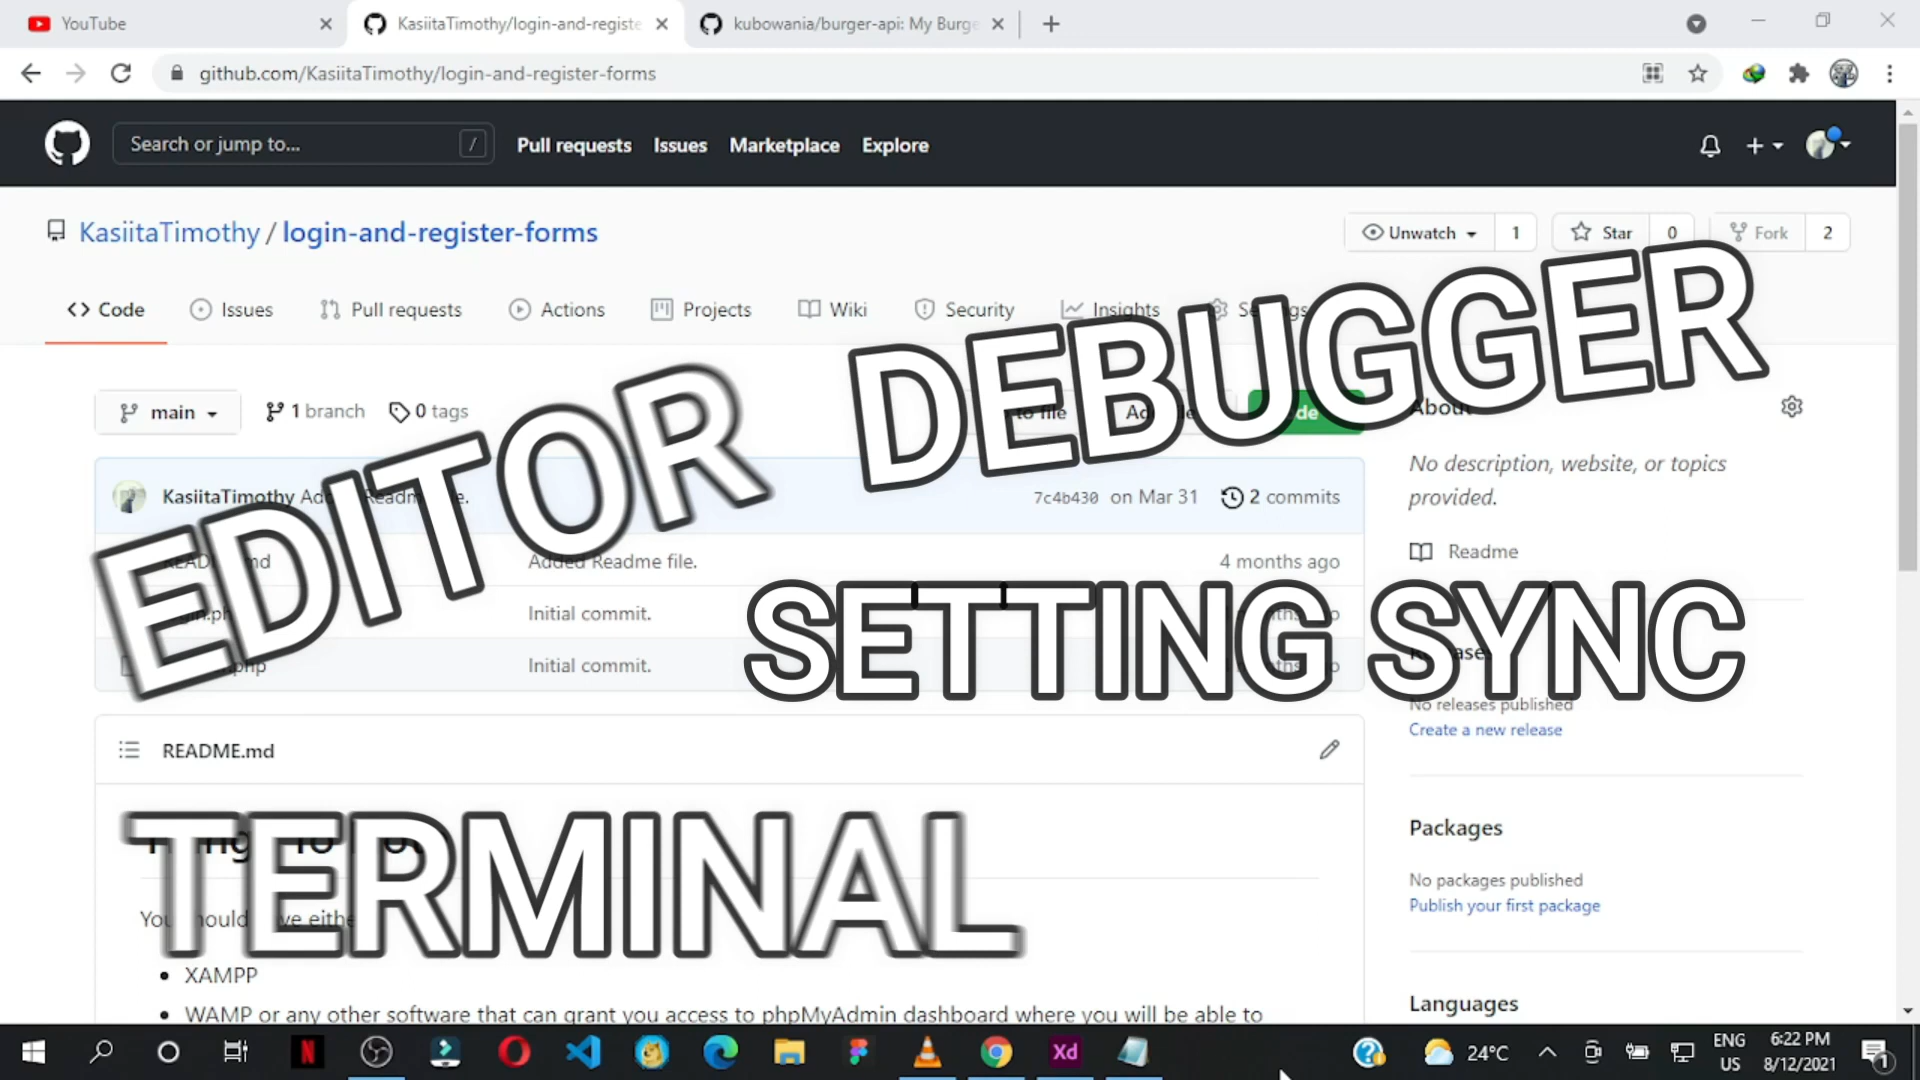 YouTube
KasiitaTimothy/login-and-registe
kubowania/burger-api: My Burge
github.com/KasiitaTimothy/login-and-register-forms
Search or jump to... /
Pull requests Issues Marketplace Explore
KasiitaTimothy / login-and-register-forms
Unwatch 1 Star 0 Fork 2
Code Issues Pull requests Actions Projects Wiki Security Insights
EDITOR DEBUGGER
main 1 branch 0 tags
to file
About
No description, website, or topics
provided.
KasiitaTimothy
7c4b430 on Mar 31 2 commits
Added Readme file. 4 months ago
Readme
Initial commit.
SETTING SYNC
Initial commit.
No releases published
Create a new release
README.md
TERMINAL
XAMPP
WAMP or any other software that can grant you access to phpMyAdmin dashboard where you will be able to
Packages
No packages published
Publish your first package
Languages
N Xd 24°C ENG
US
6:22 PM
8/12/2021
1